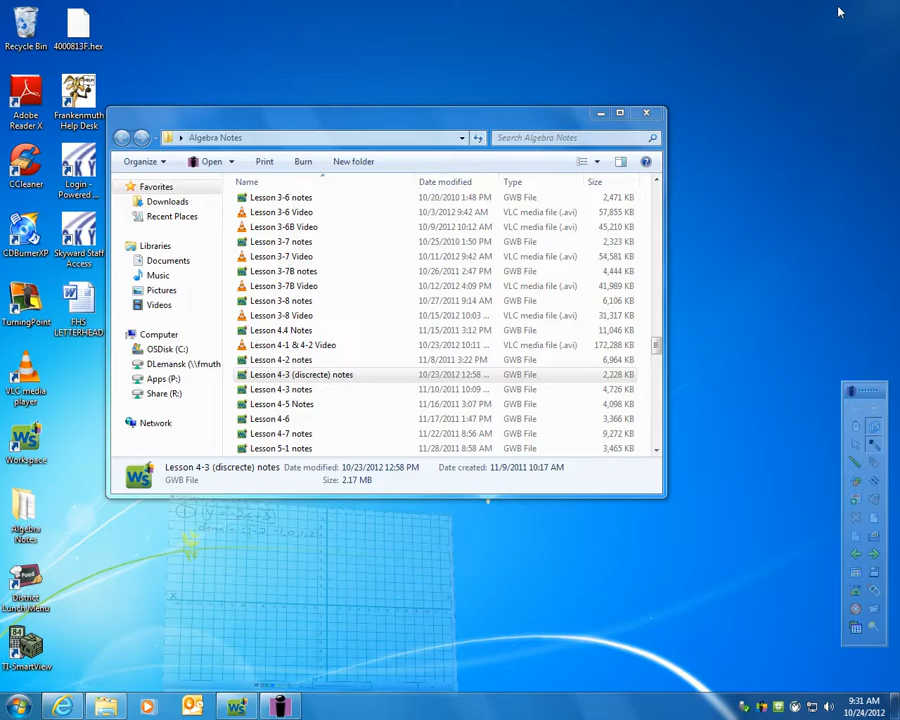 Recycle Bin
4000813F.hex
Adobe Reader X
Frankenmuth Help Desk
CCleaner
Login - Powered ...
CDBurnerXP
Skyward Staff Access
TurningPoint
FHS LETTERHEAD
VLC media player
Workspace
Algebra Notes
District Lunch Menu
TI-SmartView
Algebra Notes
Search Algebra Notes
Organize Open Print Burn New folder
Favorites
Downloads
Recent Places
Libraries
Documents
Music
Pictures
Videos
Computer
OSDisk (C:)
DLemansk (\\fmuth
Apps (P:)
Share (R:)
Network
Name Date modified Type Size
Lesson 3-6 notes 10/20/2010 1:48 PM GWB File 2,471 KB
Lesson 3-6 Video 10/3/2012 9:42 AM VLC media file (.avi) 57,855 KB
Lesson 3-6B Video 10/9/2012 10:12 AM VLC media file (.avi) 45,210 KB
Lesson 3-7 notes 10/25/2010 1:50 PM GWB File 2,323 KB
Lesson 3-7 Video 10/11/2012 9:42 AM VLC media file (.avi) 54,581 KB
Lesson 3-7B notes 10/26/2011 2:47 PM GWB File 4,444 KB
Lesson 3-7B Video 10/12/2012 4:09 PM VLC media file (.avi) 41,989 KB
Lesson 3-8 notes 10/27/2011 9:14 AM GWB File 6,106 KB
Lesson 3-8 Video 10/15/2012 10:03 ... VLC media file (.avi) 31,317 KB
Lesson 4.4 Notes 11/15/2011 3:12 PM GWB File 11,046 KB
Lesson 4-1 & 4-2 Video 10/23/2012 10:11 ... VLC media file (.avi) 172,288 KB
Lesson 4-2 notes 11/8/2011 3:22 PM GWB File 6,964 KB
Lesson 4-3 (discrecte) notes 10/23/2012 12:58 ... GWB File 2,228 KB
Lesson 4-3 notes 11/10/2011 10:09 ... GWB File 4,726 KB
Lesson 4-5 Notes 11/16/2011 3:07 PM GWB File 4,098 KB
Lesson 4-6 11/17/2011 1:47 PM GWB File 3,366 KB
Lesson 4-7 notes 11/22/2011 8:56 AM GWB File 9,272 KB
Lesson 5-1 notes 11/28/2011 8:54 AM GWB File 3,465 KB
Lesson 4-3 (discrecte) notes Date modified: 10/23/2012 12:58 PM Date created: 11/9/2011 10:17 AM
GWB File Size: 2.17 MB
9:31 AM
10/24/2012